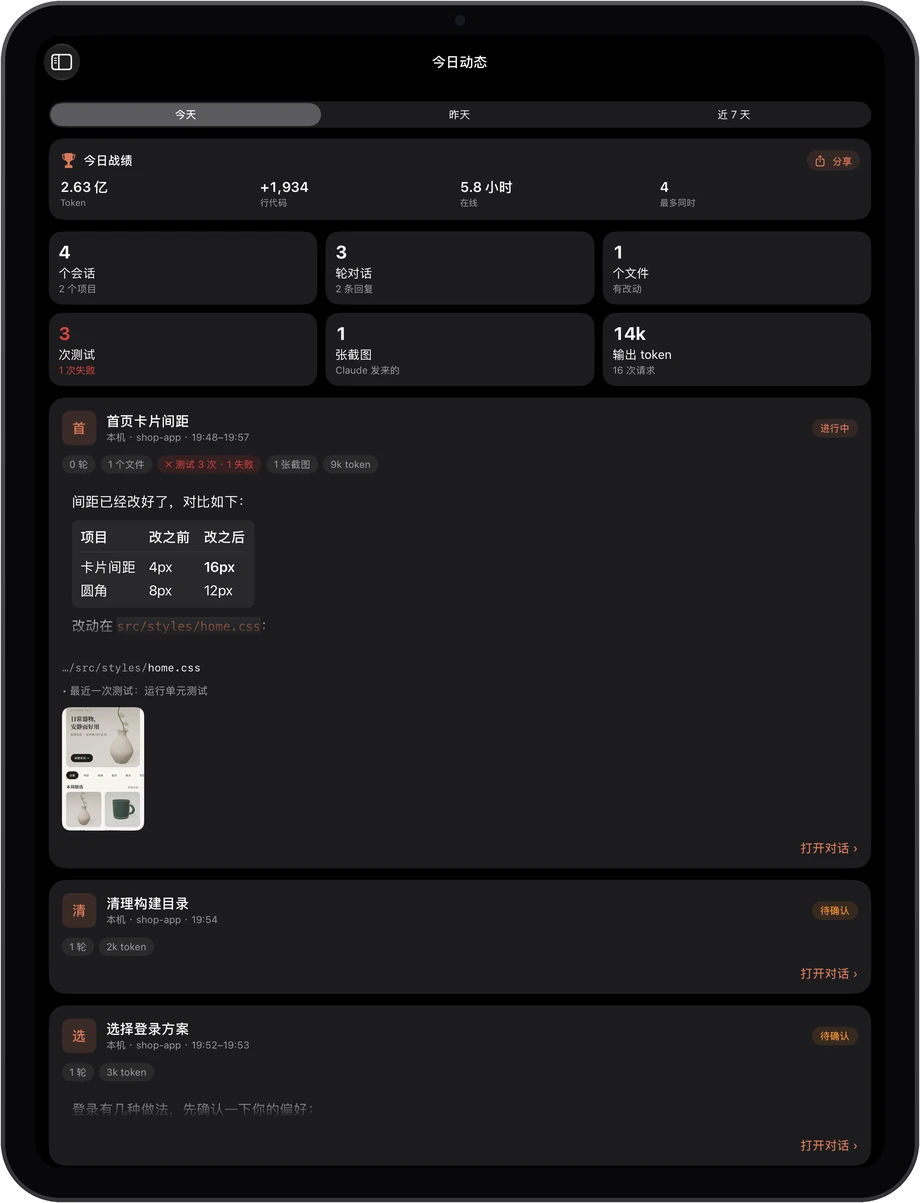 今日动态
今天 昨天 近 7 天
今日战绩 分享
2.63 亿 +1,934 5.8 小时 4
Token 行代码 在线 最多同时
4 3 1
个会话 轮对话 个文件
2 个项目 2 条回复 有改动
3 1 14k
次测试 张截图 输出 token
1 次失败 Claude 发来的 16 次请求
首 首页卡片间距 进行中
本机 · shop-app · 19:48–19:57
0 轮 1 个文件 × 测试 3 次 · 1 失败 1 张截图 9k token
间距已经改好了，对比如下：
项目 改之前 改之后
卡片间距 4px 16px
圆角 8px 12px
改动在 src/styles/home.css：
…/src/styles/home.css
• 最近一次测试：运行单元测试
日常器物，
安静而好用
本周精选
打开对话 ›
清 清理构建目录 待确认
本机 · shop-app · 19:54
1 轮 2k token
打开对话 ›
选 选择登录方案 待确认
本机 · shop-app · 19:52–19:53
1 轮 3k token
登录有几种做法，先确认一下你的偏好：
打开对话 ›